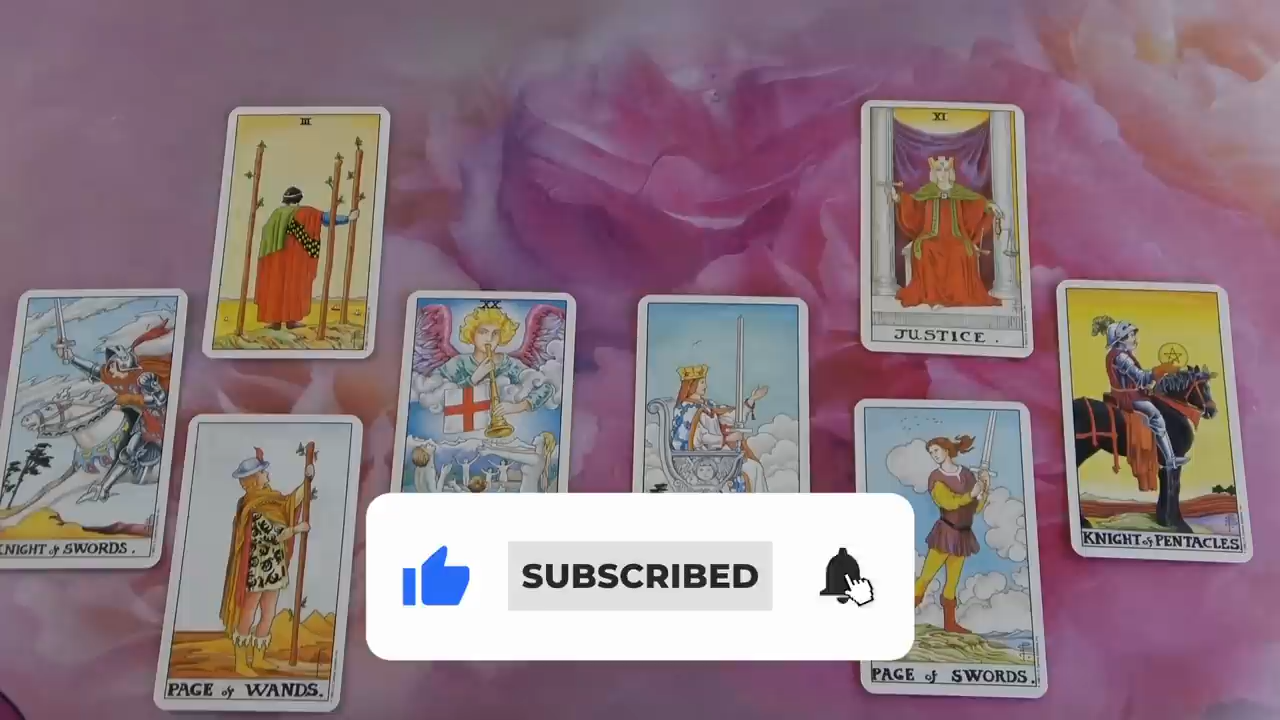 III
XI
JUSTICE.
XX
KNIGHT of SWORDS.
KNIGHT of PENTACLES
PAGE of WANDS.
PAGE of SWORDS.
SUBSCRIBED